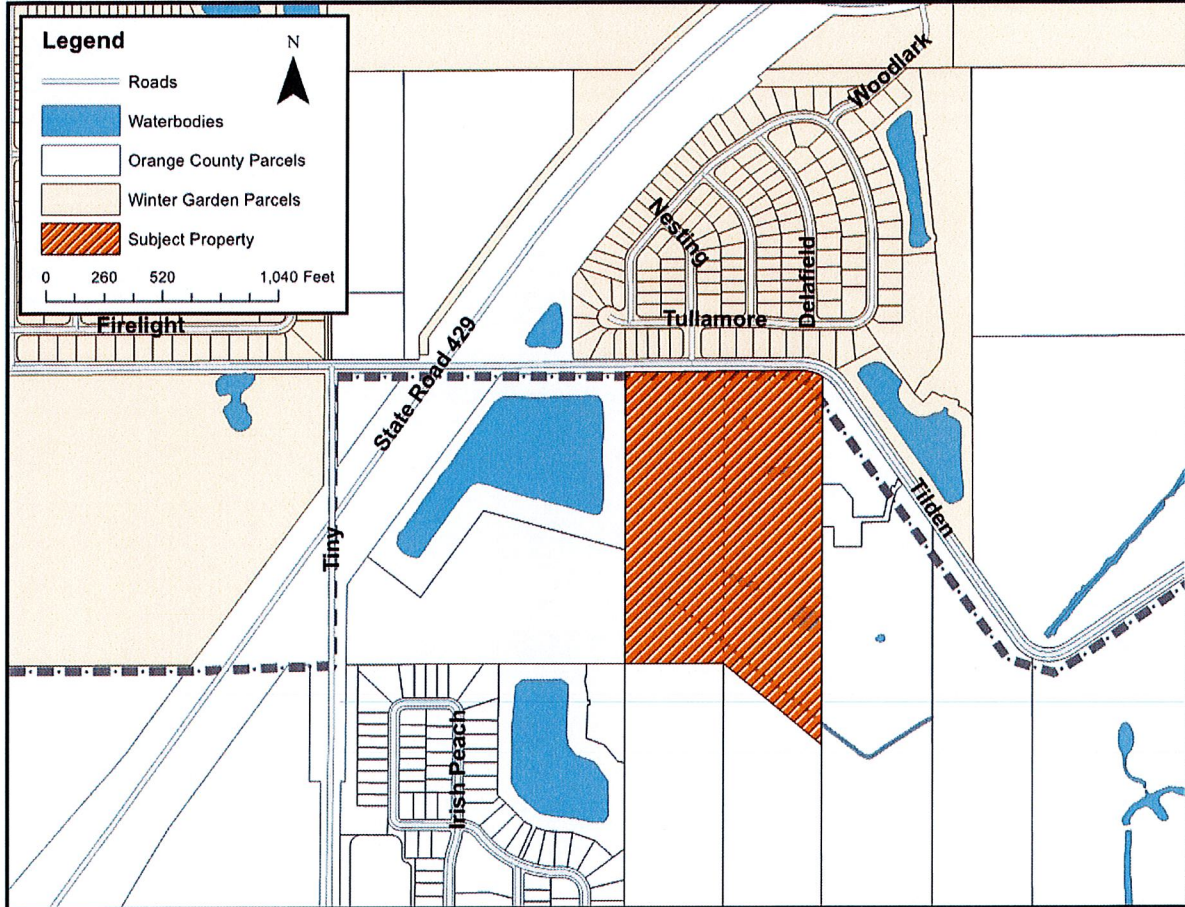 Legend
N
Roads
Waterbodies
Orange County Parcels
Winter Garden Parcels
Subject Property
0 260 520 1,040 Feet
Woodlark
Nesting
Delafield
Tullamore
Firelight
State Road 429
Tilden
Tiny
Irish Peach